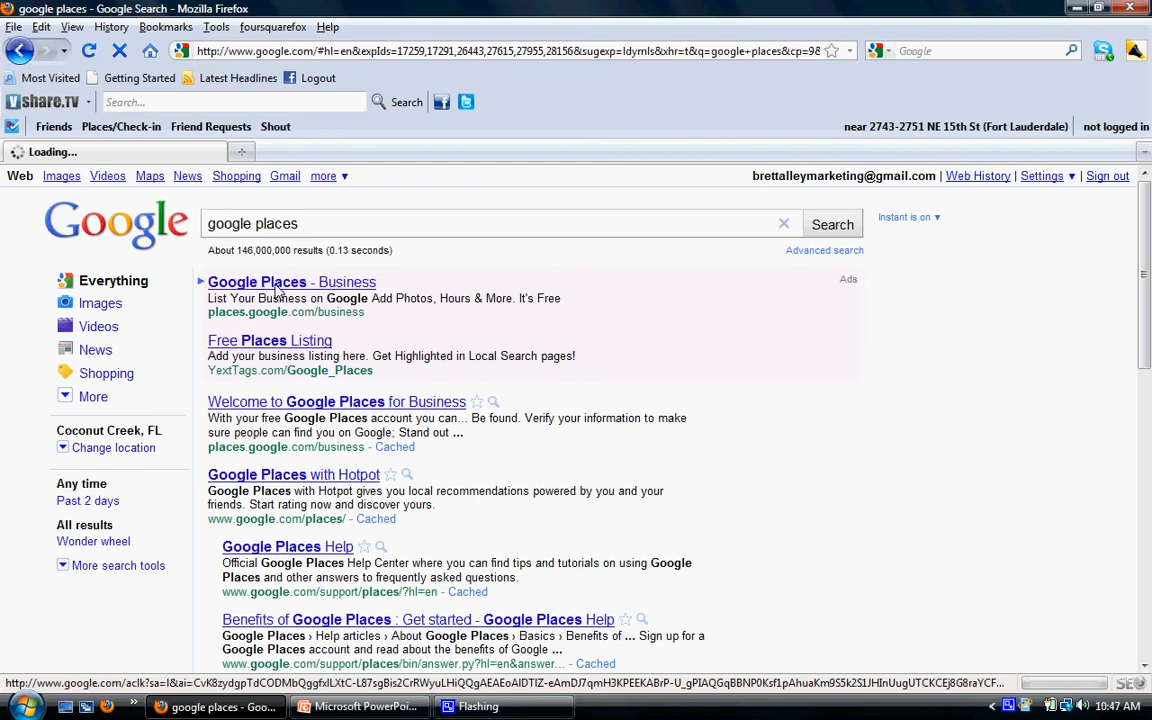 google places - Google Search - Mozilla Firefox
File Edit View History Bookmarks Tools foursquarefox Help
http://www.google.com/#hl=en&expIds=17259,17291,26443,27615,27955,28156&sugexp=ldymls&xhr=t&q=google+places&cp=98 Google
Most Visited Getting Started Latest Headlines Logout
Vshare.TV Search... Search
Friends Places/Check-in Friend Requests Shout near 2743-2751 NE 15th St (Fort Lauderdale) not logged in
Loading...
Web Images Videos Maps News Shopping Gmail more ▼ brettalleymarketing@gmail.com | Web History | Settings ▼ | Sign out
Google google places Search Instant is on ▼
About 146,000,000 results (0.13 seconds) Advanced search
Everything
Images
Videos
News
Shopping
More
Coconut Creek, FL
Change location
Any time
Past 2 days
All results
Wonder wheel
More search tools
Google Places - Business Ads
List Your Business on Google Add Photos, Hours & More. It's Free
places.google.com/business
Free Places Listing
Add your business listing here. Get Highlighted in Local Search pages!
YextTags.com/Google_Places
Welcome to Google Places for Business
With your free Google Places account you can... Be found. Verify your information to make
sure people can find you on Google; Stand out ...
places.google.com/business - Cached
Google Places with Hotpot
Google Places with Hotpot gives you local recommendations powered by you and your
friends. Start rating now and discover yours.
www.google.com/places/ - Cached
Google Places Help
Official Google Places Help Center where you can find tips and tutorials on using Google
Places and other answers to frequently asked questions.
www.google.com/support/places/?hl=en - Cached
Benefits of Google Places : Get started - Google Places Help
Google Places › Help articles › About Google Places › Basics › Benefits of ... Sign up for a
Google Places account and read about the benefits of Google ...
www.google.com/support/places/bin/answer.py?hl=en&answer... - Cached
google places - Goo... Microsoft PowerPoi... Flashing 10:47 AM